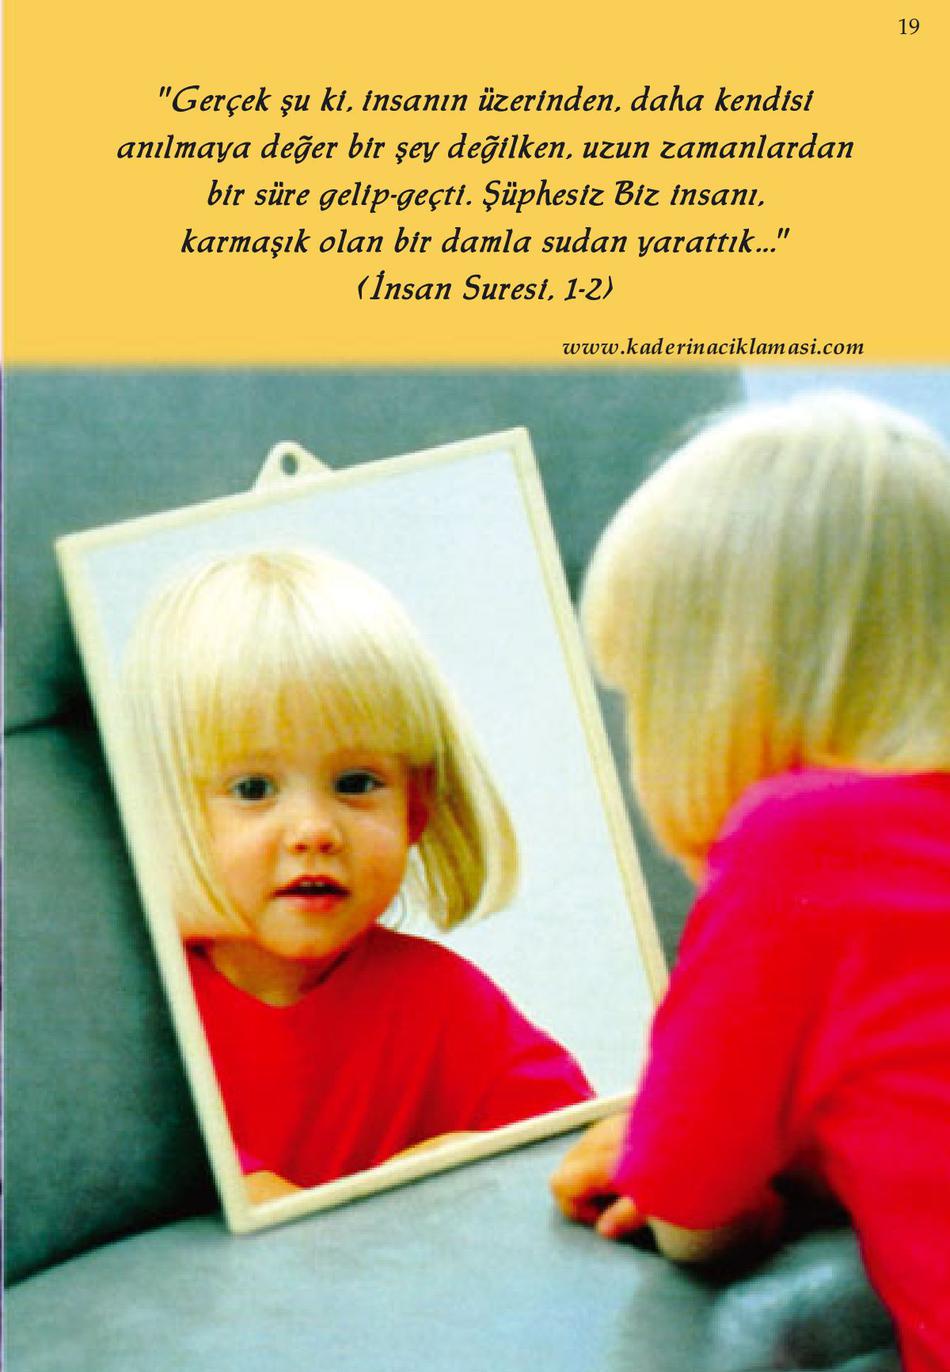 19
"Gerçek şu ki, insanın üzerinden, daha kendisi
anılmaya değer bir şey değilken, uzun zamanlardan
bir süre gelip-geçti. Şüphesiz Biz insanı,
karmaşık olan bir damla sudan yarattık..."
(İnsan Suresi, 1-2)
www.kaderinaciklamasi.com